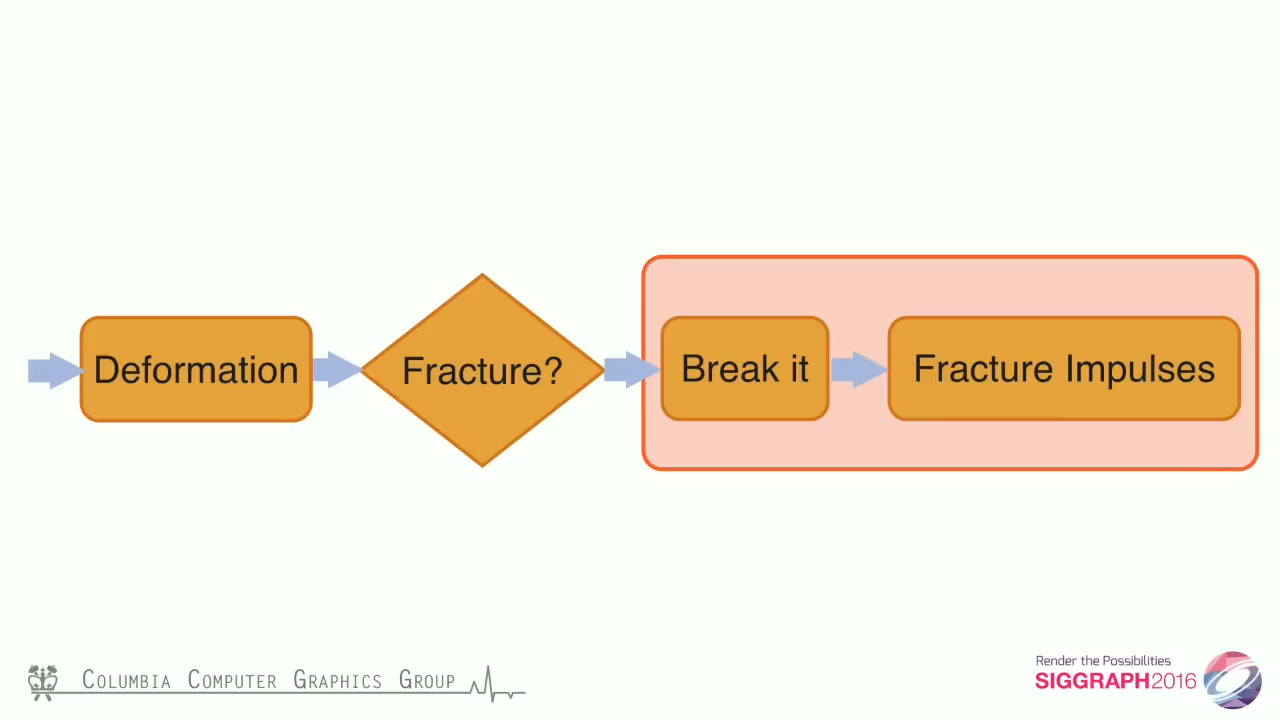 Deformation
Fracture?
Break it
Fracture Impulses
COLUMBIA COMPUTER GRAPHICS GROUP
Render the Possibilities
SIGGRAPH2016